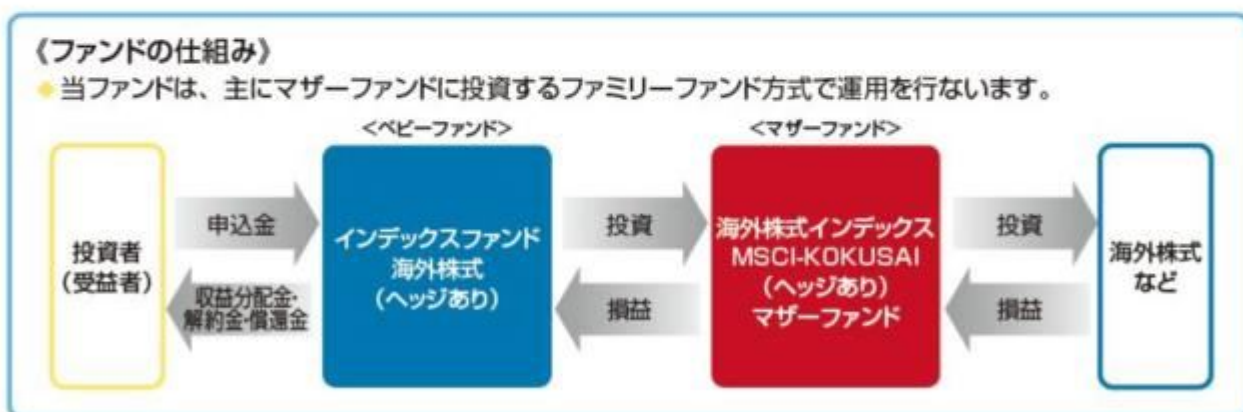 《ファンドの仕組み》
当ファンドは、主にマザーファンドに投資するファミリーファンド方式で運用を行ないます。
<ベビーファンド>
<マザーファンド>
投資者
(受益者)
申込金
収益分配金・
解約金・償還金
インデックスファンド
海外株式
(ヘッジあり)
投資
損益
海外株式インデックス
MSCI-KOKUSAI
(ヘッジあり)
マザーファンド
投資
損益
海外株式
など